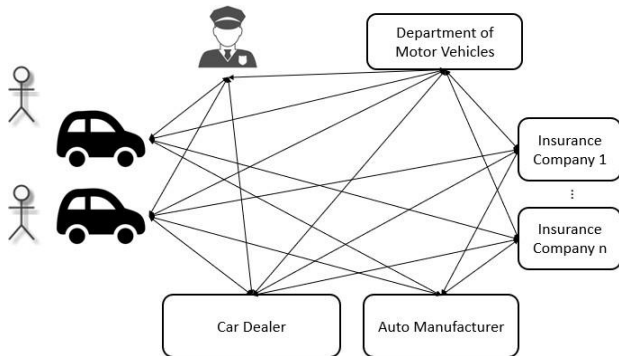 Department of
Motor Vehicles
Insurance
Company 1
...
Insurance
Company n
Car Dealer
Auto Manufacturer